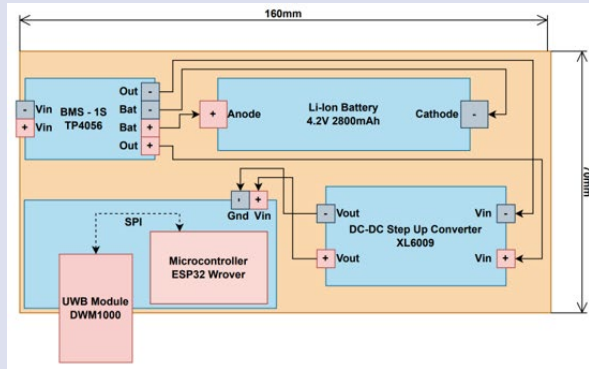 160mm
Out -
BMS - 1S
TP4056
- Vin
+ Vin
Bat -
Bat +
Out +
+ Anode
Li-Ion Battery
4.2V 2800mAh
Cathode -
70mm
- +
Gnd Vin
SPI
Microcontroller
ESP32 Wrover
UWB Module
DWM1000
- Vout
Vin -
DC-DC Step Up Converter
XL6009
+ Vout
Vin +